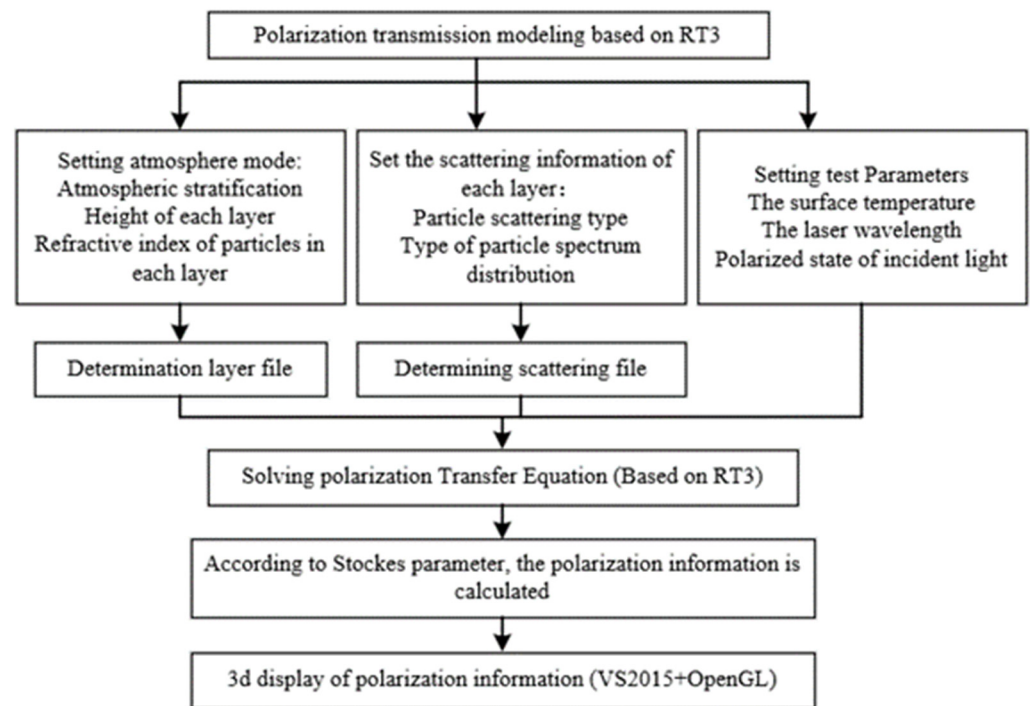 Polarization transmission modeling based on RT3
Setting atmosphere mode:
Atmospheric stratification
Height of each layer
Refractive index of particles in
each layer
Set the scattering information of
each layer：
Particle scattering type
Type of particle spectrum
distribution
Setting test Parameters
The surface temperature
The laser wavelength
Polarized state of incident light
Determination layer file
Determining scattering file
Solving polarization Transfer Equation (Based on RT3)
According to Stockes parameter, the polarization information is
calculated
3d display of polarization information (VS2015+OpenGL)